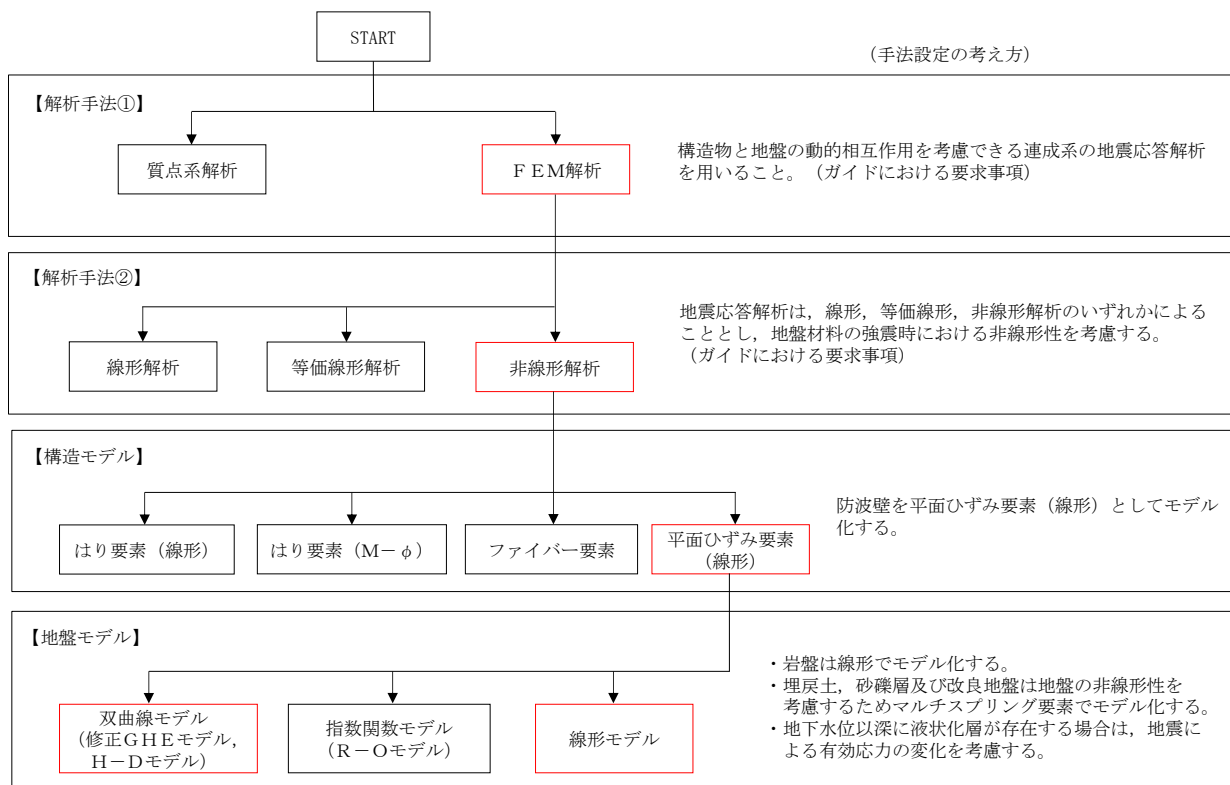 START
(手法設定の考え方)
【解析手法①】
質点系解析
FEM解析
構造物と地盤の動的相互作用を考慮できる連成系の地震応答解析
を用いること。(ガイドにおける要求事項)
【解析手法②】
線形解析
等価線形解析
非線形解析
地震応答解析は,線形,等価線形,非線形解析のいずれかによる
こととし,地盤材料の強震時における非線形性を考慮する。
(ガイドにおける要求事項)
【構造モデル】
はり要素(線形)
はり要素(M-φ)
ファイバー要素
平面ひずみ要素
(線形)
防波壁を平面ひずみ要素(線形)としてモデル
化する。
【地盤モデル】
双曲線モデル
(修正GHEモデル,
H-Dモデル)
指数関数モデル
(R-Oモデル)
線形モデル
・岩盤は線形でモデル化する。
・埋戻土,砂礫層及び改良地盤は地盤の非線形性を
考慮するためマルチスプリング要素でモデル化する。
・地下水位以深に液状化層が存在する場合は,地震に
よる有効応力の変化を考慮する。